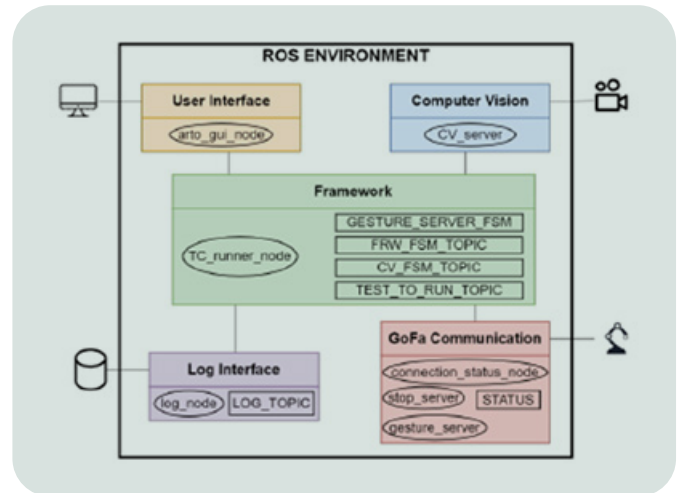 ROS ENVIRONMENT
User Interface
arto_gui_node
Computer Vision
CV_server
Framework
TC_runner_node
GESTURE_SERVER_FSM
FRW_FSM_TOPIC
CV_FSM_TOPIC
TEST_TO_RUN_TOPIC
Log Interface
log_node
LOG_TOPIC
GoFa Communication
connection_status_node
stop_server
STATUS
gesture_server